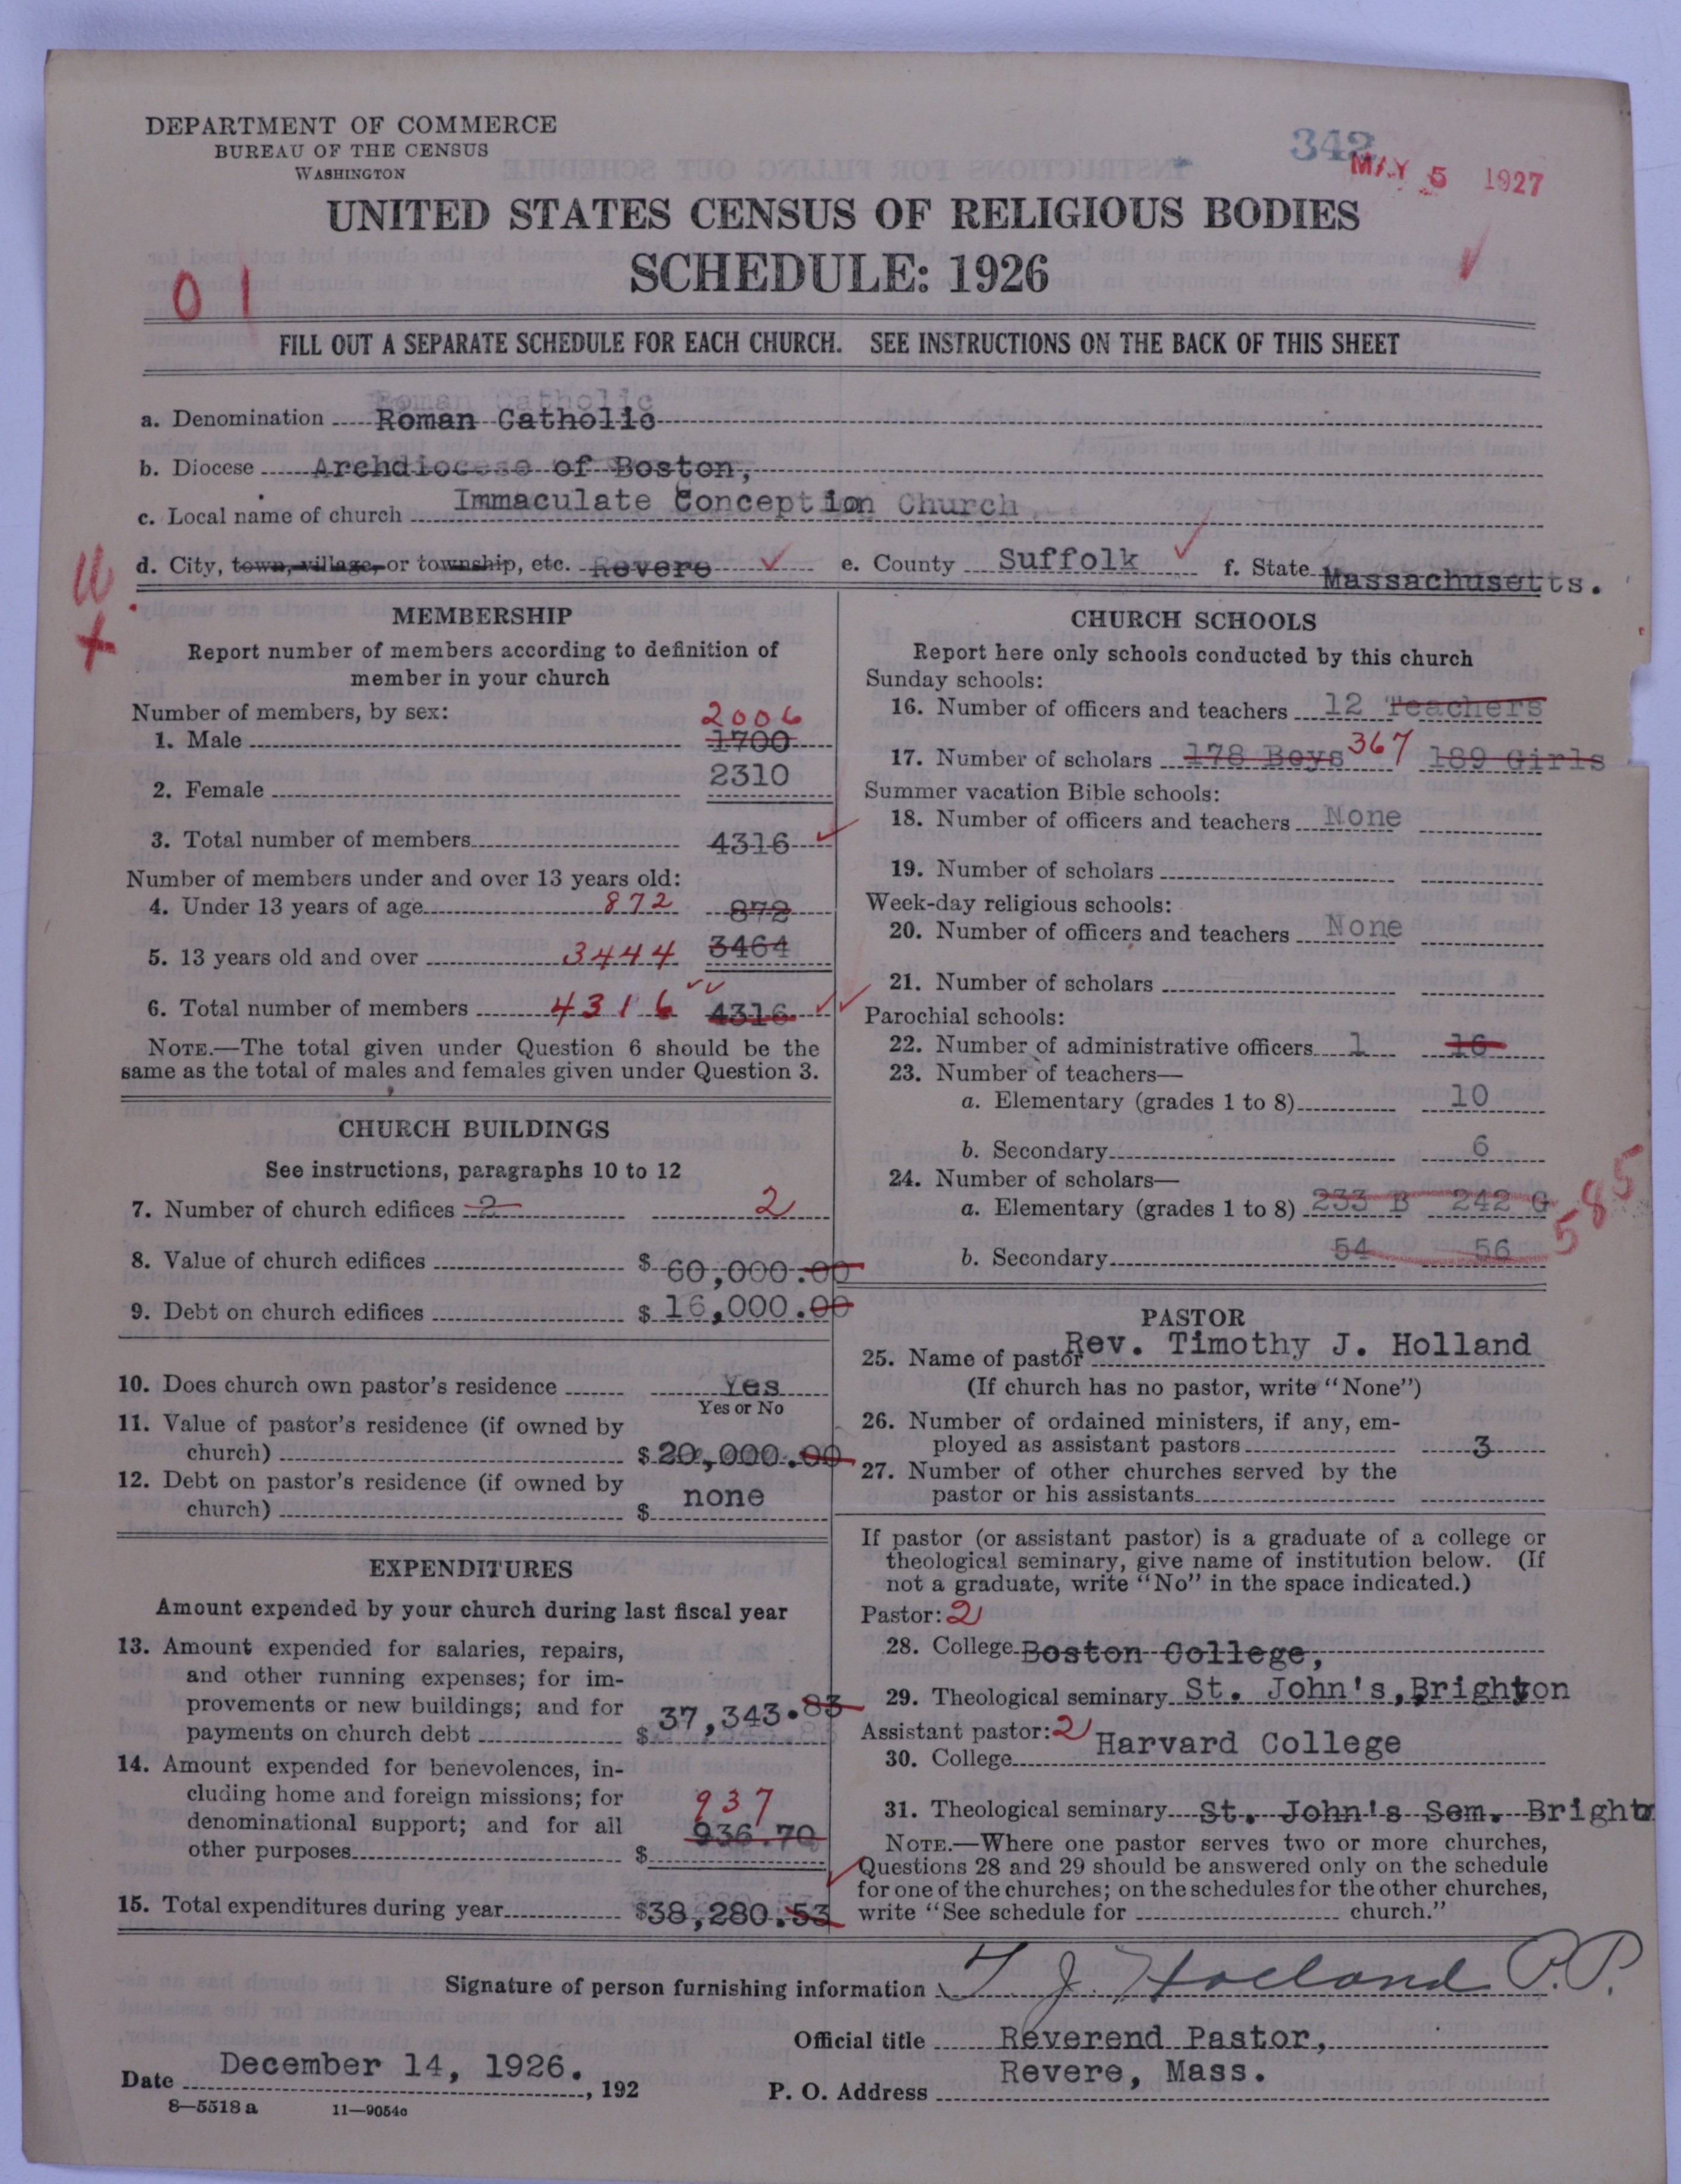 DEPARTMENT OF COMMERCE
BUREAU OF THE CENSUS
WASHINGTON
342
MAY 5 1927
UNITED STATES CENSUS OF RELIGIOUS BODIES
SCHEDULE: 1926
01
FILL OUT A SEPARATE SCHEDULE FOR EACH CHURCH. SEE INSTRUCTIONS ON THE BACK OF THIS SHEET
a. Denomination Roman Catholic
b. Diocese Archdiocese of Boston,
c. Local name of church Immaculate Conception Church
d. City, town, village, or township, etc. Revere e. County Suffolk f. State Massachusetts.
MEMBERSHIP
Report number of members according to definition of
member in your church
Number of members, by sex:
2006
1. Male 1700
2. Female 2310
3. Total number of members 4316
Number of members under and over 13 years old:
4. Under 13 years of age 872 872
5. 13 years old and over 3444 3464
6. Total number of members 4316 4316
NOTE.—The total given under Question 6 should be the
same as the total of males and females given under Question 3.
CHURCH BUILDINGS
See instructions, paragraphs 10 to 12
7. Number of church edifices 2 2
8. Value of church edifices $ 60,000.00
9. Debt on church edifices $ 16,000.00
10. Does church own pastor's residence Yes
Yes or No
11. Value of pastor's residence (if owned by
church) $ 20,000.00
12. Debt on pastor's residence (if owned by
church) $ none
EXPENDITURES
Amount expended by your church during last fiscal year
13. Amount expended for salaries, repairs,
and other running expenses; for im-
provements or new buildings; and for
payments on church debt $ 37,343.83
14. Amount expended for benevolences, in-
cluding home and foreign missions; for
denominational support; and for all
other purposes $ 937 936.70
15. Total expenditures during year $38,280.53
CHURCH SCHOOLS
Report here only schools conducted by this church
Sunday schools:
16. Number of officers and teachers 12 Teachers
17. Number of scholars 178 Boys 367 189 Girls
Summer vacation Bible schools:
18. Number of officers and teachers None
19. Number of scholars
Week-day religious schools:
20. Number of officers and teachers None
21. Number of scholars
Parochial schools:
22. Number of administrative officers 1 16
23. Number of teachers—
a. Elementary (grades 1 to 8) 10
b. Secondary 6
24. Number of scholars—
a. Elementary (grades 1 to 8) 233 B 242 G
585
b. Secondary 54 56
PASTOR
25. Name of pastor Rev. Timothy J. Holland
(If church has no pastor, write "None")
26. Number of ordained ministers, if any, em-
ployed as assistant pastors 3
27. Number of other churches served by the
pastor or his assistants
If pastor (or assistant pastor) is a graduate of a college or
theological seminary, give name of institution below. (If
not a graduate, write "No" in the space indicated.)
Pastor: 2
28. College Boston College,
29. Theological seminary St. John's, Brighton
Assistant pastor: 2
30. College Harvard College
31. Theological seminary St. John's Sem. Bright
NOTE.—Where one pastor serves two or more churches,
Questions 28 and 29 should be answered only on the schedule
for one of the churches; on the schedules for the other churches,
write "See schedule for church."
Signature of person furnishing information T J. Holland P.P.
Official title Reverend Pastor,
Date December 14, 1926. , 192
P. O. Address Revere, Mass.
8—5518 a 11—9054c